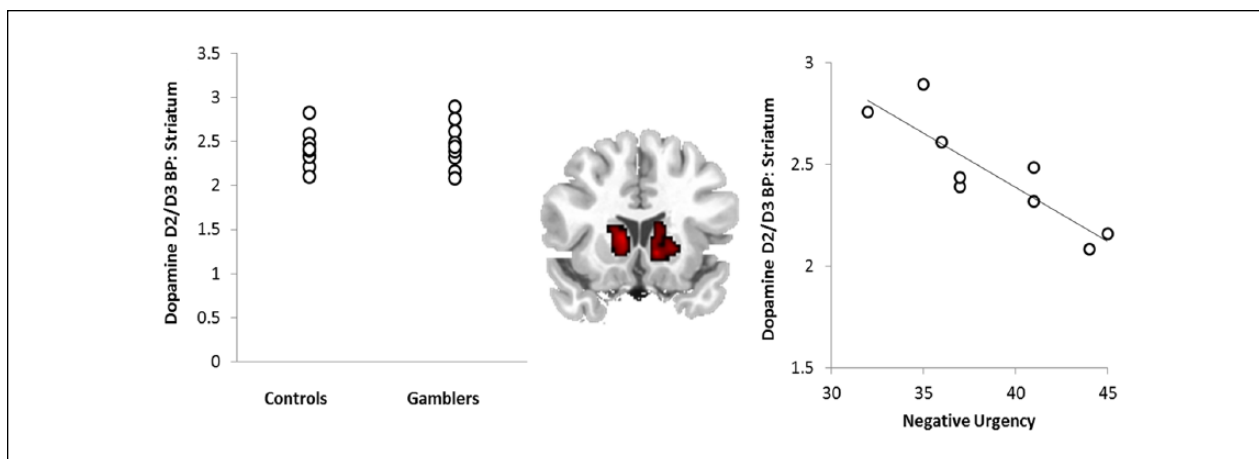 Dopamine D2/D3 BP: Striatum
3.5
3
2.5
2
1.5
1
0.5
0
Controls Gamblers
Dopamine D2/D3 BP: Striatum
3
2.5
2
1.5
30 35 40 45
Negative Urgency